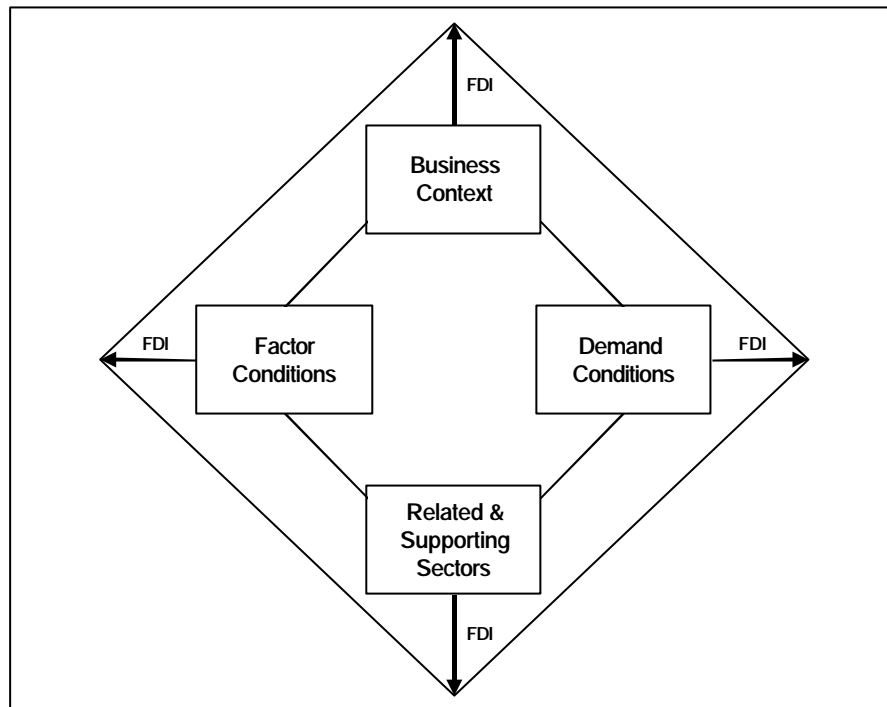 FDI
Business
Context
FDI
Factor
Conditions
Demand
Conditions
FDI
Related &
Supporting
Sectors
FDI